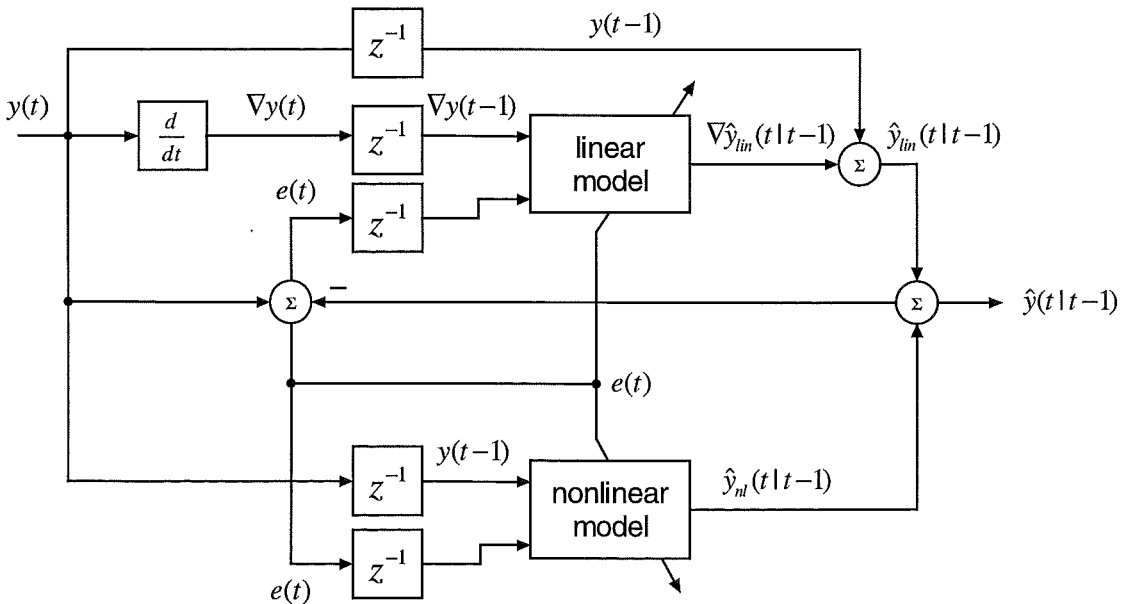 z⁻¹
y(t−1)
y(t)
d/dt
∇y(t)
z⁻¹
∇y(t−1)
linear
model
∇ŷ_lin(t|t−1)
Σ
ŷ_lin(t|t−1)
e(t)
z⁻¹
Σ
−
Σ
ŷ(t|t−1)
e(t)
z⁻¹
y(t−1)
nonlinear
model
ŷ_nl(t|t−1)
z⁻¹
e(t)